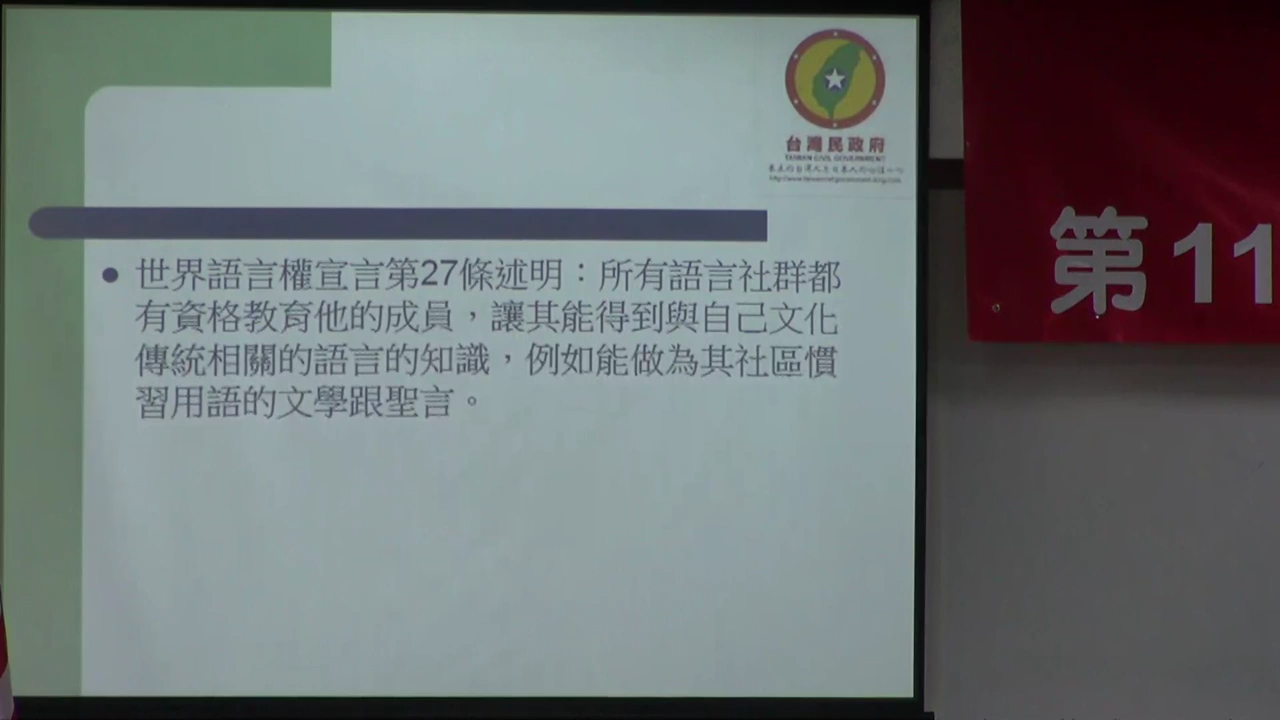 台灣民政府
TAIWAN CIVIL GOVERNMENT
第 11
● 世界語言權宣言第27條述明：所有語言社群都
有資格教育他的成員，讓其能得到與自己文化
傳統相關的語言的知識，例如能做為其社區慣
習用語的文學跟聖言。